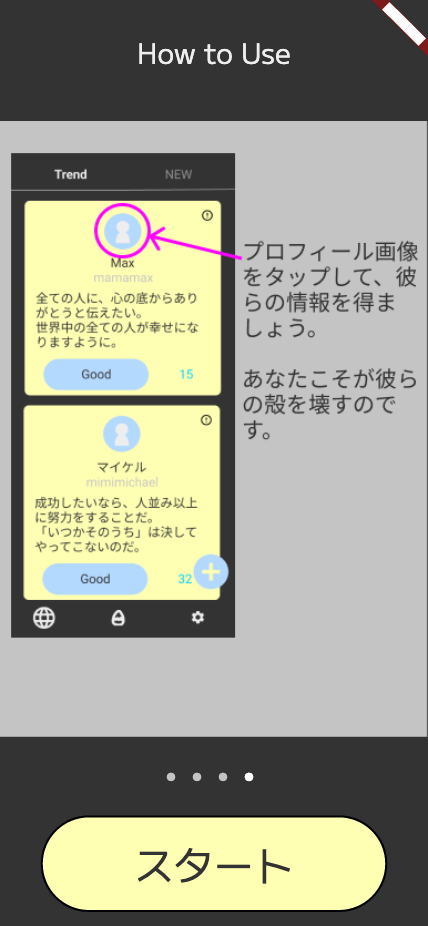 How to Use
Trend
NEW
Max
mamamax
全ての人に、心の底からあり
がとうと伝えたい。
世界中の全ての人が幸せにな
りますように。
Good
15
マイケル
mimimichael
成功したいなら、人並み以上
に努力をすることだ。
「いつかそのうち」は決して
やってこないのだ。
Good
32
プロフィール画像
をタップして、彼
らの情報を得ま
しょう。
あなたこそが彼ら
の殻を壊すので
す。
スタート